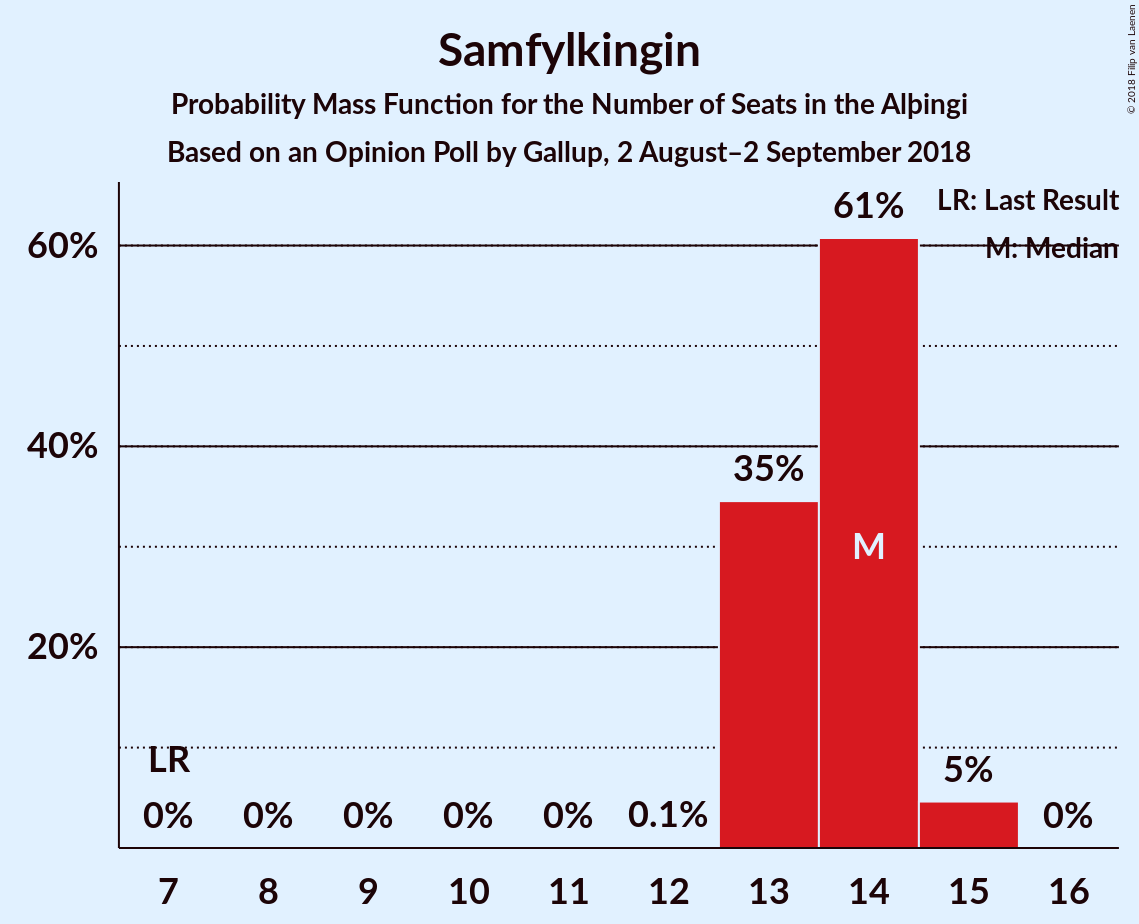 Samfylkingin
Probability Mass Function for the Number of Seats in the Alþingi
Based on an Opinion Poll by Gallup, 2 August–2 September 2018
© 2018 Filip van Laenen
LR: Last Result
M: Median
61%
60%
40%
35%
M
20%
LR
5%
0% 0% 0% 0% 0% 0.1% 0%
7 8 9 10 11 12 13 14 15 16